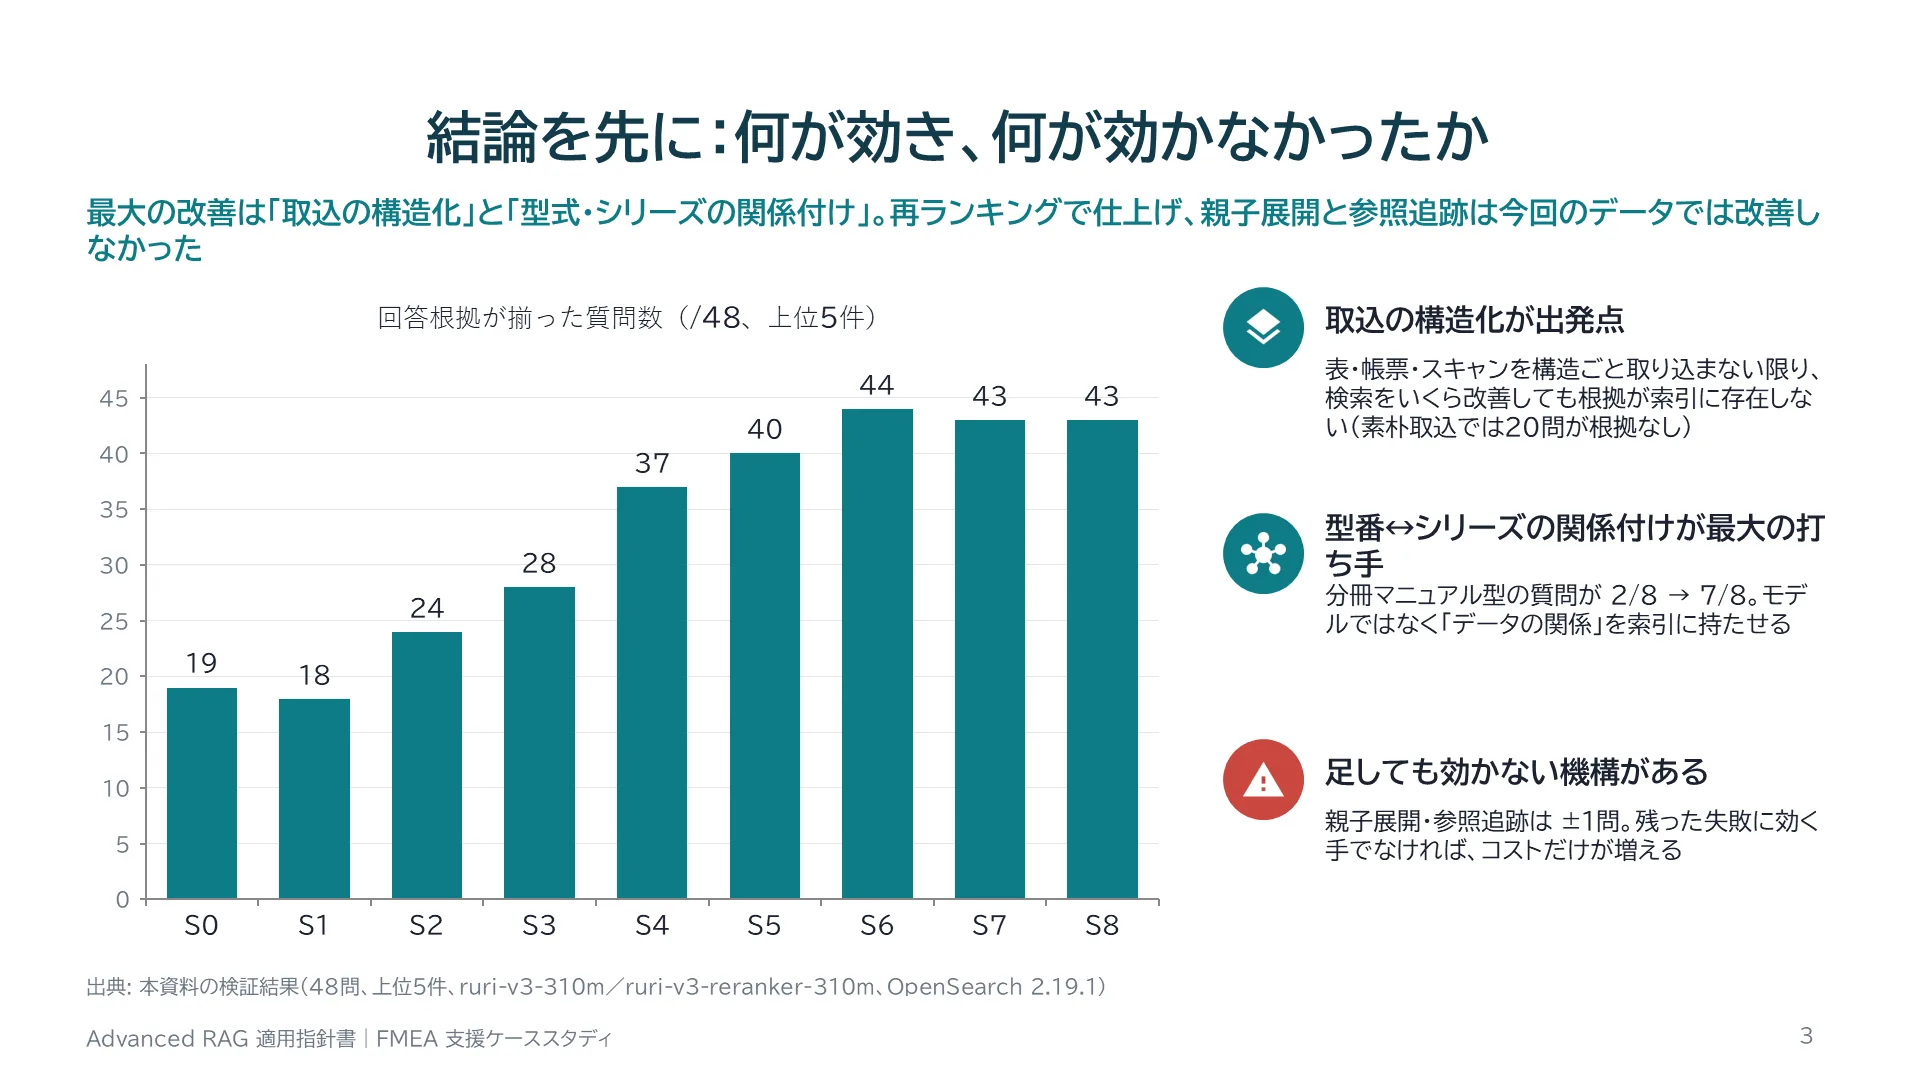 結論を先に：何が効き、何が効かなかったか
最大の改善は「取込の構造化」と「型式・シリーズの関係付け」。再ランキングで仕上げ、親子展開と参照追跡は今回のデータでは改善し
なかった
回答根拠が揃った質問数（/48、上位5件）
45
40
35
30
25
20
15
10
5
0
19
18
24
28
37
40
44
43
43
S0
S1
S2
S3
S4
S5
S6
S7
S8
取込の構造化が出発点
表・帳票・スキャンを構造ごと取り込まない限り、
検索をいくら改善しても根拠が索引に存在しな
い（素朴取込では20問が根拠なし）
型番↔シリーズの関係付けが最大の打
ち手
分冊マニュアル型の質問が 2/8 → 7/8。モデ
ルではなく「データの関係」を索引に持たせる
足しても効かない機構がある
親子展開・参照追跡は ±1問。残った失敗に効く
手でなければ、コストだけが増える
出典: 本資料の検証結果（48問、上位5件、ruri-v3-310m／ruri-v3-reranker-310m、OpenSearch 2.19.1）
Advanced RAG 適用指針書｜FMEA 支援ケーススタディ
3